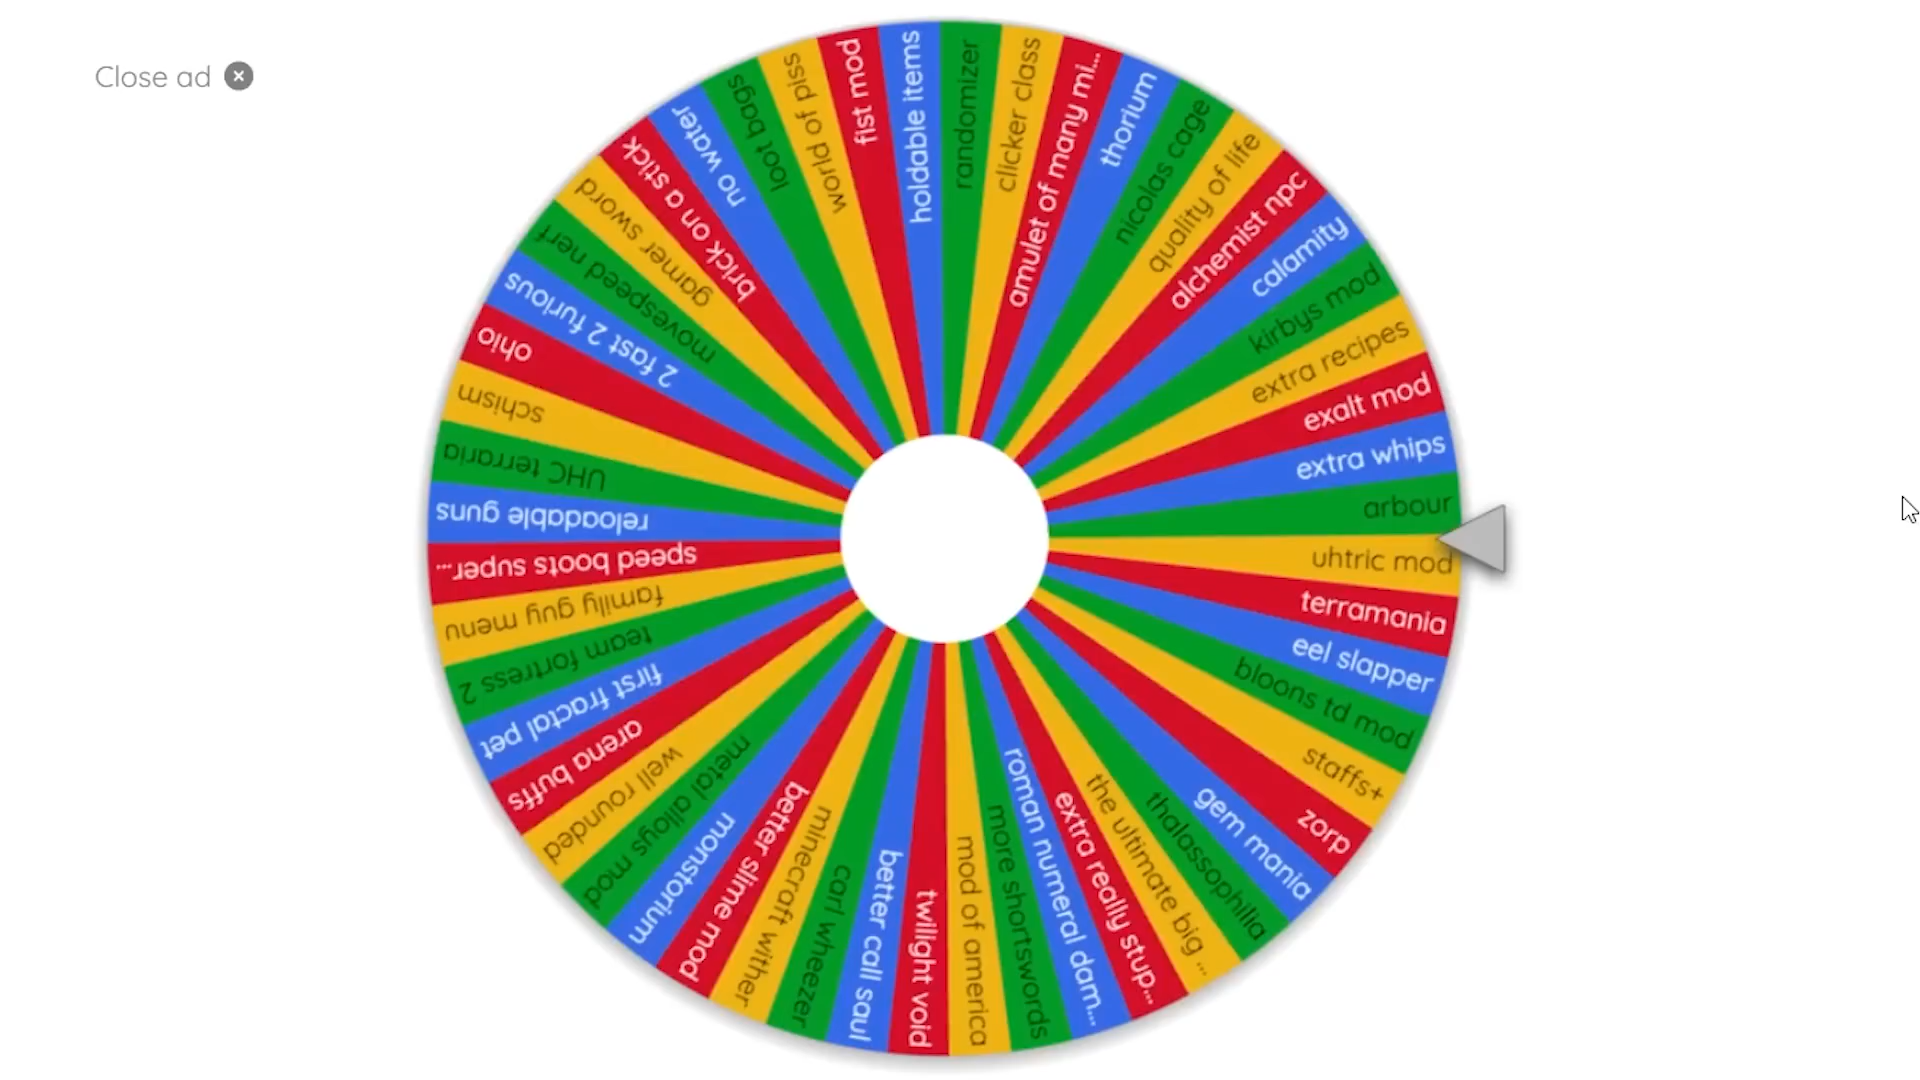 Close ad
holdable items
randomizer
clicker class
amulet of many mi...
thorium
nicolas cage
quality of life
alchemist npc
calamity
kirbys mod
extra recipes
exalt mod
extra whips
arbour
uhtric mod
terramania
eel slapper
bloons td mod
staffs+
zorp
gem mania
thalassophilia
the ultimate big ...
extra really stup...
roman numeral dam...
more shortswords
mod of america
twilight void
better call saul
carl wheezer
minecraft wither
better slime mod
monstorium
metal alloys mod
well rounded
arena buffs
first fractal pet
team fortress 2
family guy menu
speed boots super...
reloadable guns
UHC terraria
schism
ohio
2 fast 2 furious
movespeed nerf
gamer sword
brick on a stick
no water
loot bags
world of piss
fist mod